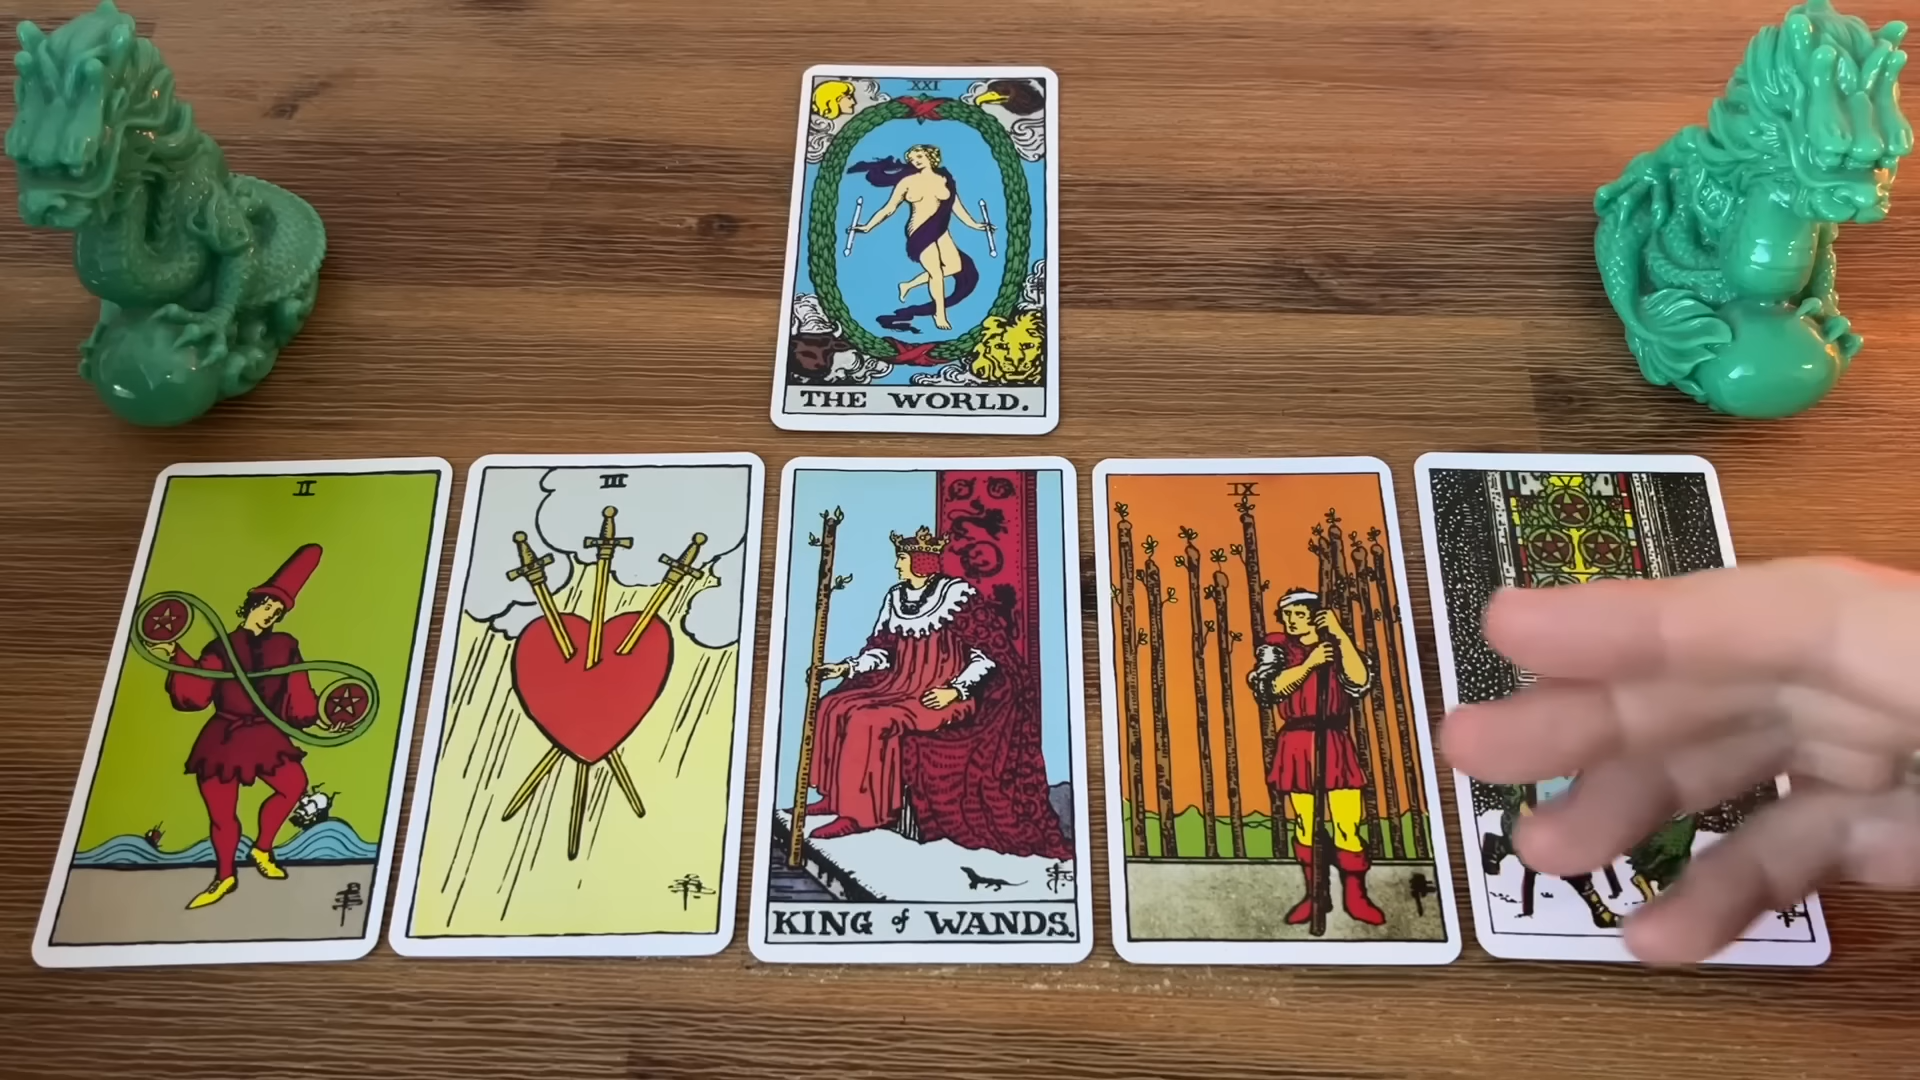 XXI
THE WORLD.
II
III
KING of WANDS.
IX